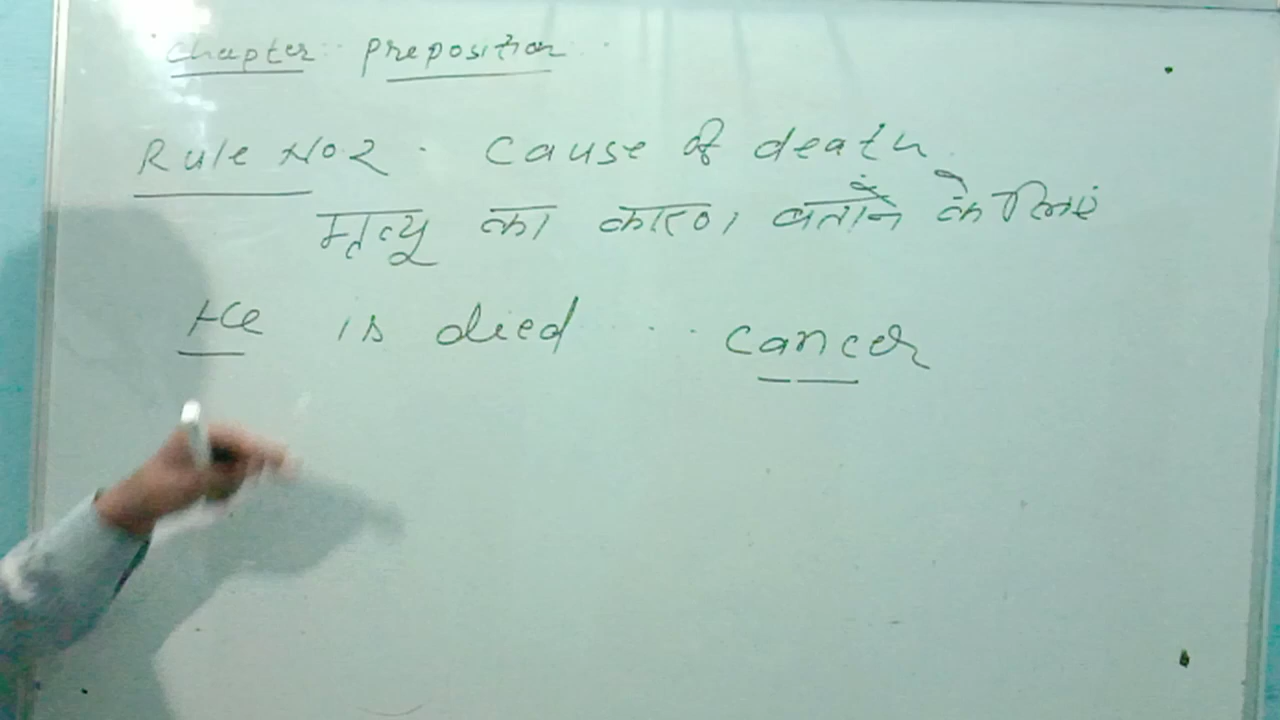 Chapter: Preposition
Rule No 2. Cause of death
मृत्यू का कारण बताने के लिए
He is died ... cancer